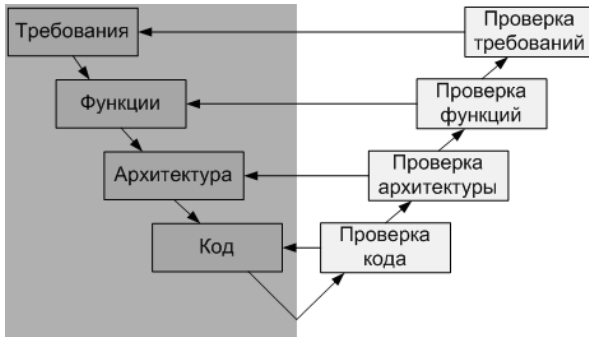 Требования
Проверка
требований
Функции
Проверка
функций
Архитектура
Проверка
архитектуры
Код
Проверка
кода